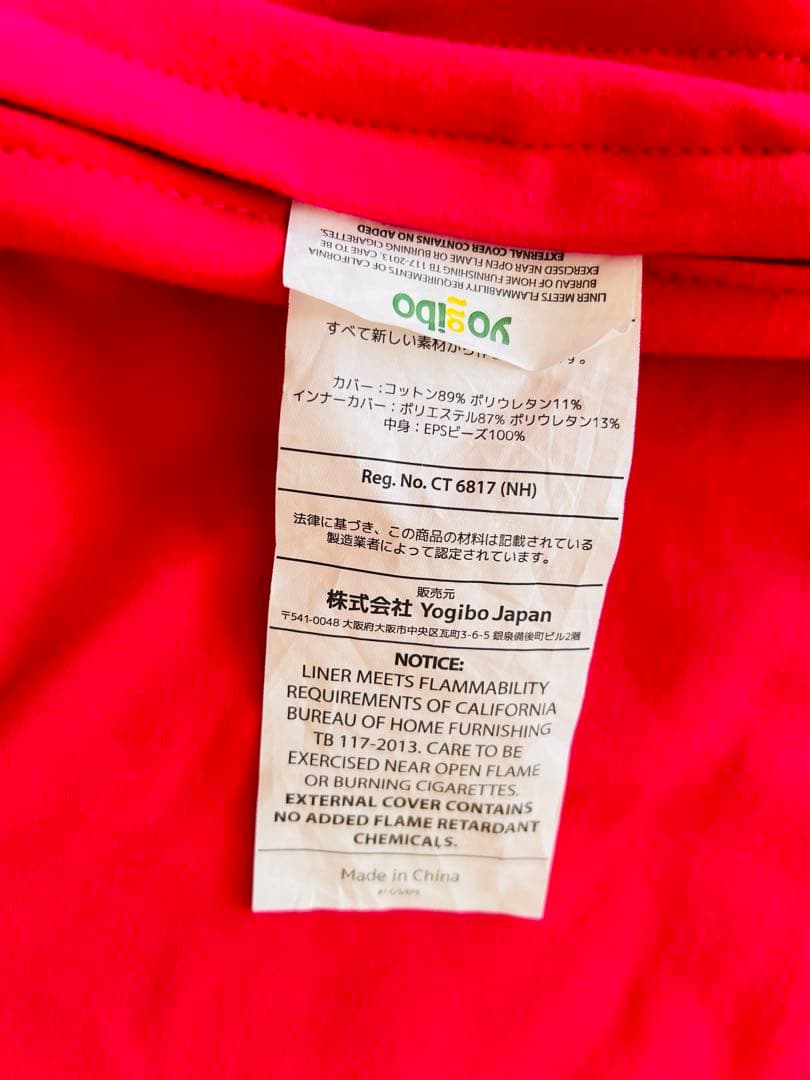 EXTERNAL COVER CONTAINS NO ADDED
EXERCISED NEAR OPEN FLAME OR BURNING CIGARETTES.
BUREAU OF HOME FURNISHING TB 117-2013. CARE TO BE
LINER MEETS FLAMMABILITY REQUIREMENTS OF CALIFORNIA
yogibo
すべて新しい素材から
す。
カバー：コットン89% ポリウレタン11%
インナーカバー：ポリエステル87% ポリウレタン13%
中身：EPSビーズ100%
Reg. No. CT 6817 (NH)
法律に基づき、この商品の材料は記載されている
製造業者によって認定されています。
販売元
株式会社 Yogibo Japan
〒541-0048 大阪府大阪市中央区瓦町3-6-5 銀泉備後町ビル2階
NOTICE:
LINER MEETS FLAMMABILITY
REQUIREMENTS OF CALIFORNIA
BUREAU OF HOME FURNISHING
TB 117-2013. CARE TO BE
EXERCISED NEAR OPEN FLAME
OR BURNING CIGARETTES.
EXTERNAL COVER CONTAINS
NO ADDED FLAME RETARDANT
CHEMICALS.
Made in China